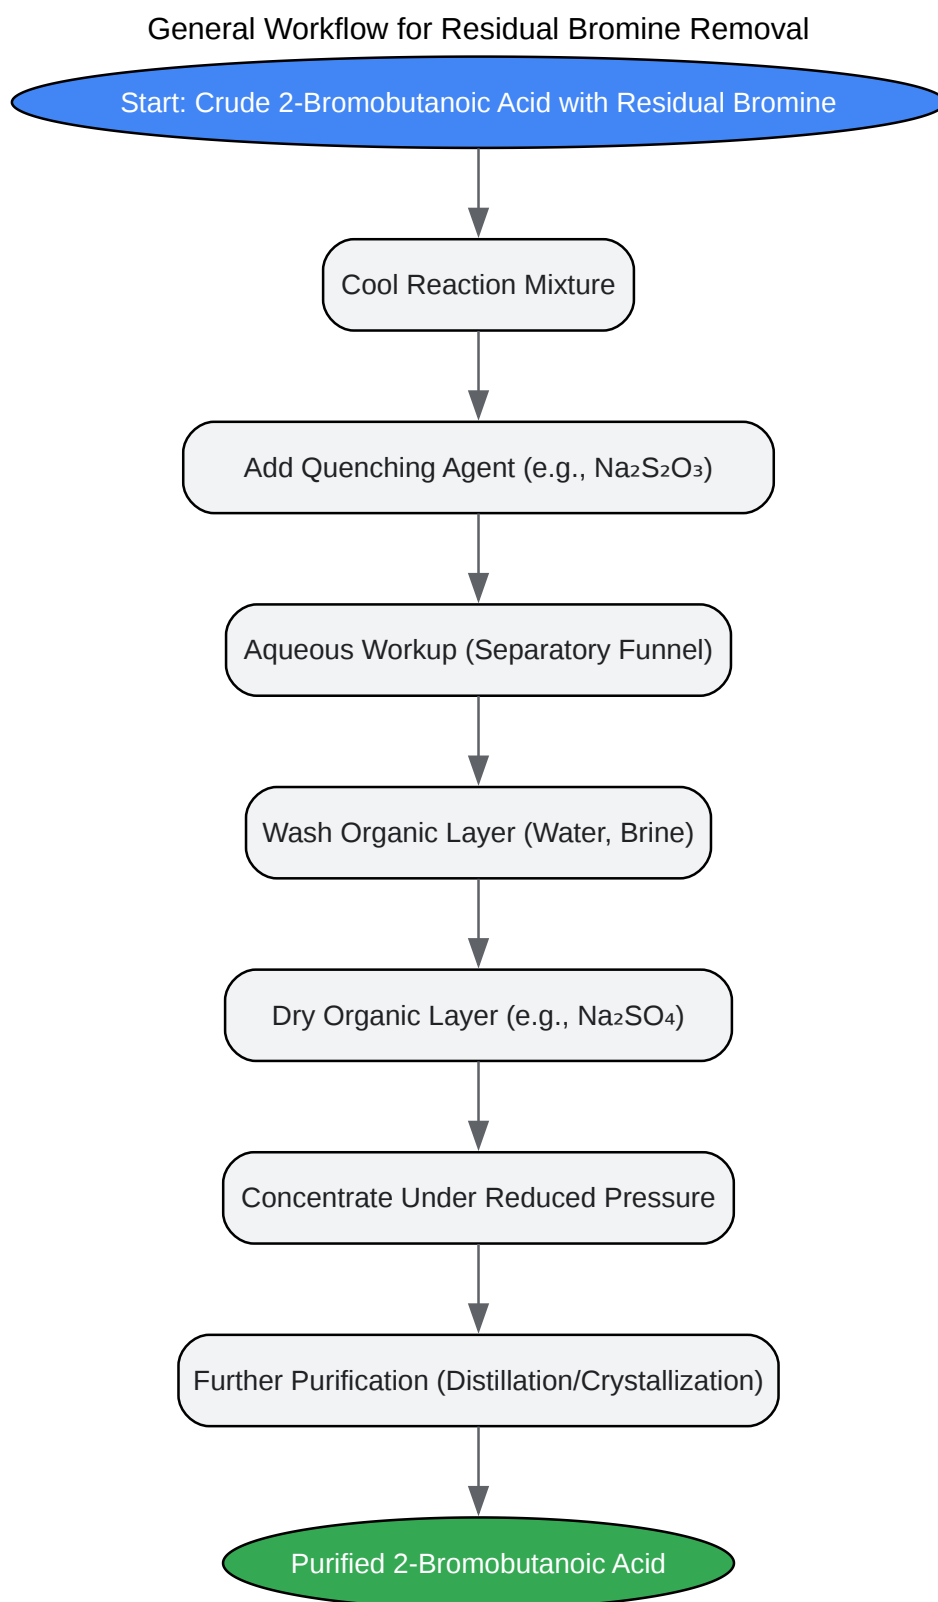 General Workflow for Residual Bromine Removal
Start: Crude 2-Bromobutanoic Acid with Residual Bromine
Cool Reaction Mixture
Add Quenching Agent (e.g., Na₂S₂O₃)
Aqueous Workup (Separatory Funnel)
Wash Organic Layer (Water, Brine)
Dry Organic Layer (e.g., Na₂SO₄)
Concentrate Under Reduced Pressure
Further Purification (Distillation/Crystallization)
Purified 2-Bromobutanoic Acid